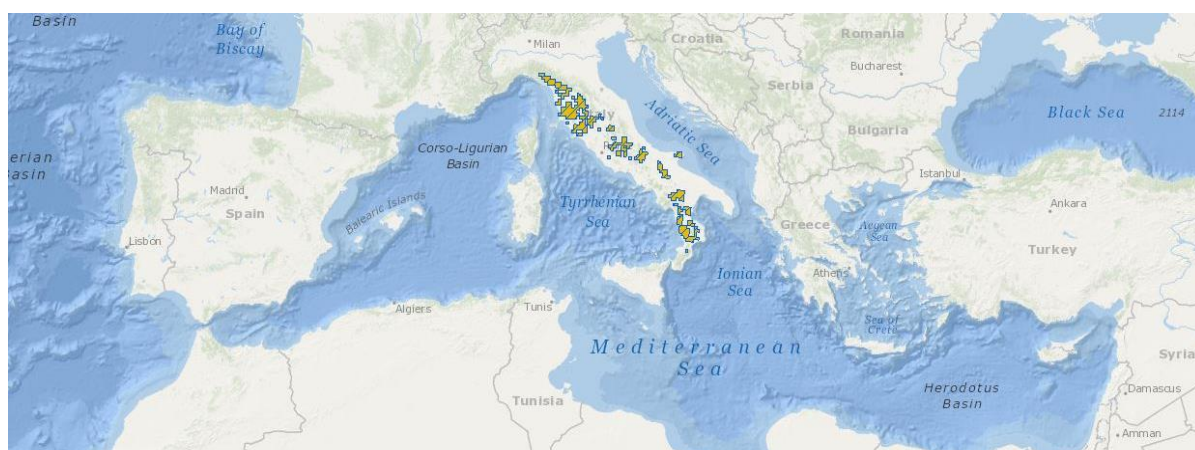 Basin
Bay of
Biscay
Milan
Croatia
Romania
Bucharest
Serbia
Adriatic Sea
Black Sea
2114
Bulgaria
Corso-Ligurian
Basin
Istanbul
Madrid
Spain
Balearic Islands
Tyrrhenian
Sea
Greece
Aegean
Sea
Ankara
Turkey
Lisbon
Ionian
Sea
Athens
Algiers
Tunis
Sea of
Crete
Mediterranean
Sea
Syria
Herodotus
Basin
Damascus
Tunisia
Amman